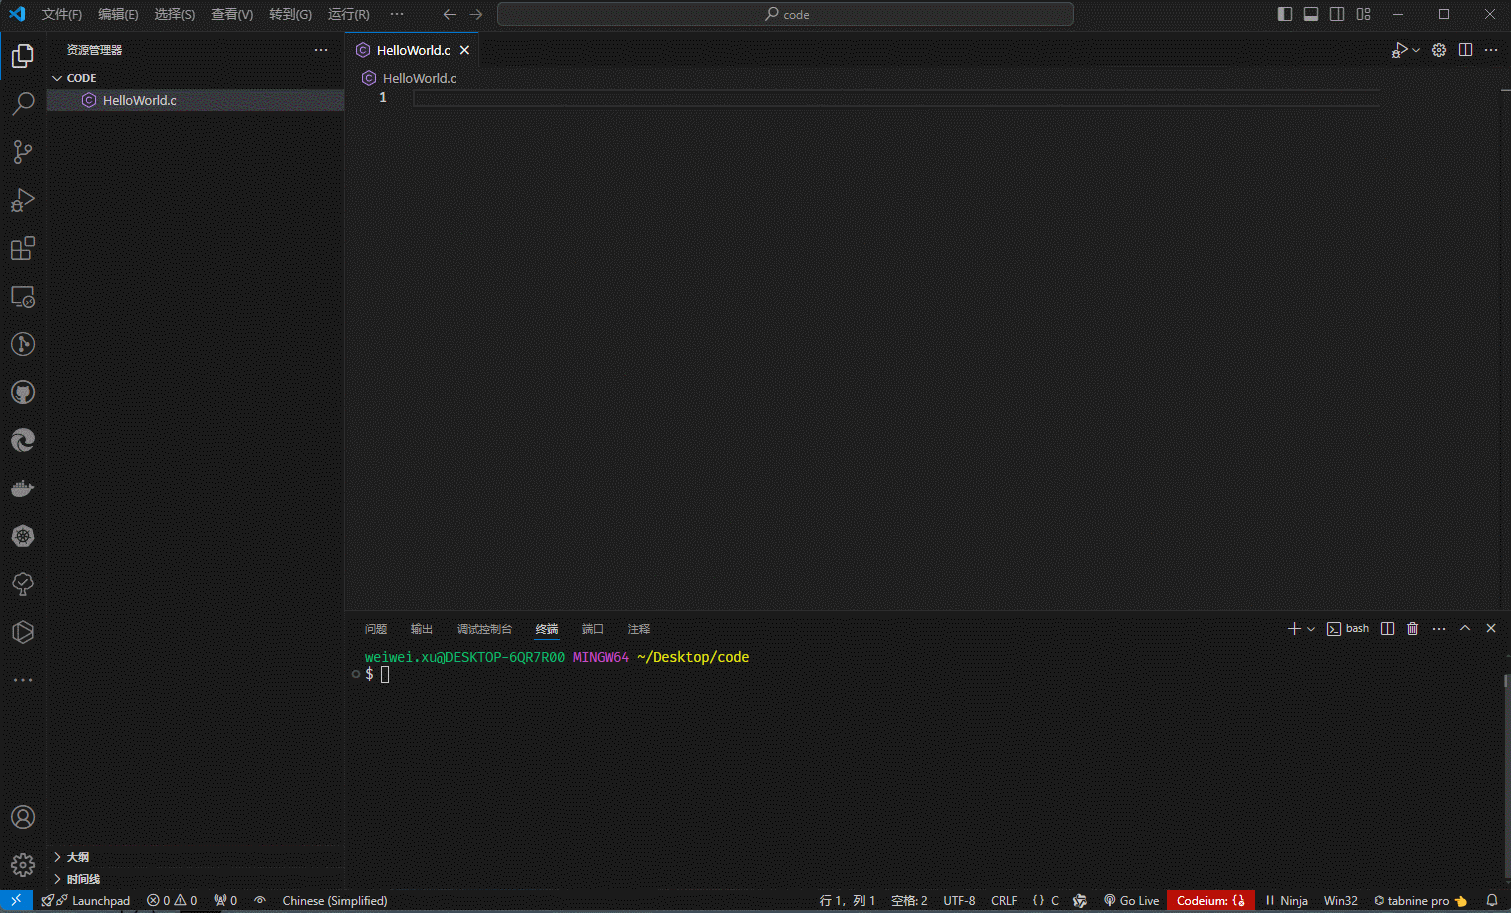 文件(F) 编辑(E) 选择(S) 查看(V) 转到(G) 运行(R) ··· code
资源管理器 ···
HelloWorld.c
CODE
HelloWorld.c
HelloWorld.c
1
问题 输出 调试控制台 终端 端口 注释
bash
weiwei.xu@DESKTOP-6QR7R00 MINGW64 ~/Desktop/code
$
大纲
时间线
Launchpad 0 0 0 Chinese (Simplified) 行 1，列 1 空格: 2 UTF-8 CRLF {} C Go Live Codeium: {} Ninja Win32 tabnine pro